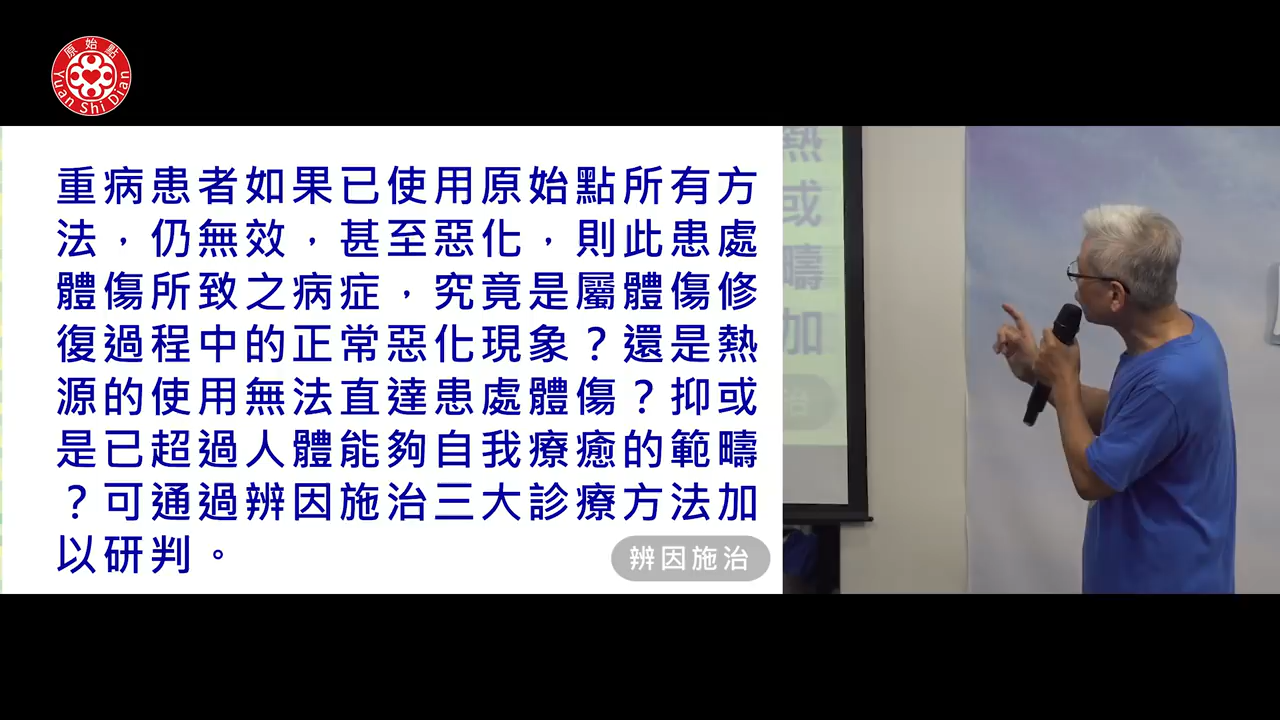 原始點
Yuan Shi Dian
重病患者如果已使用原始點所有方
法，仍無效，甚至惡化，則此患處
體傷所致之病症，究竟是屬體傷修
復過程中的正常惡化現象？還是熱
源的使用無法直達患處體傷？抑或
是已超過人體能夠自我療癒的範疇
？可通過辨因施治三大診療方法加
以研判。
辨因施治
熱
或
疇
加
治